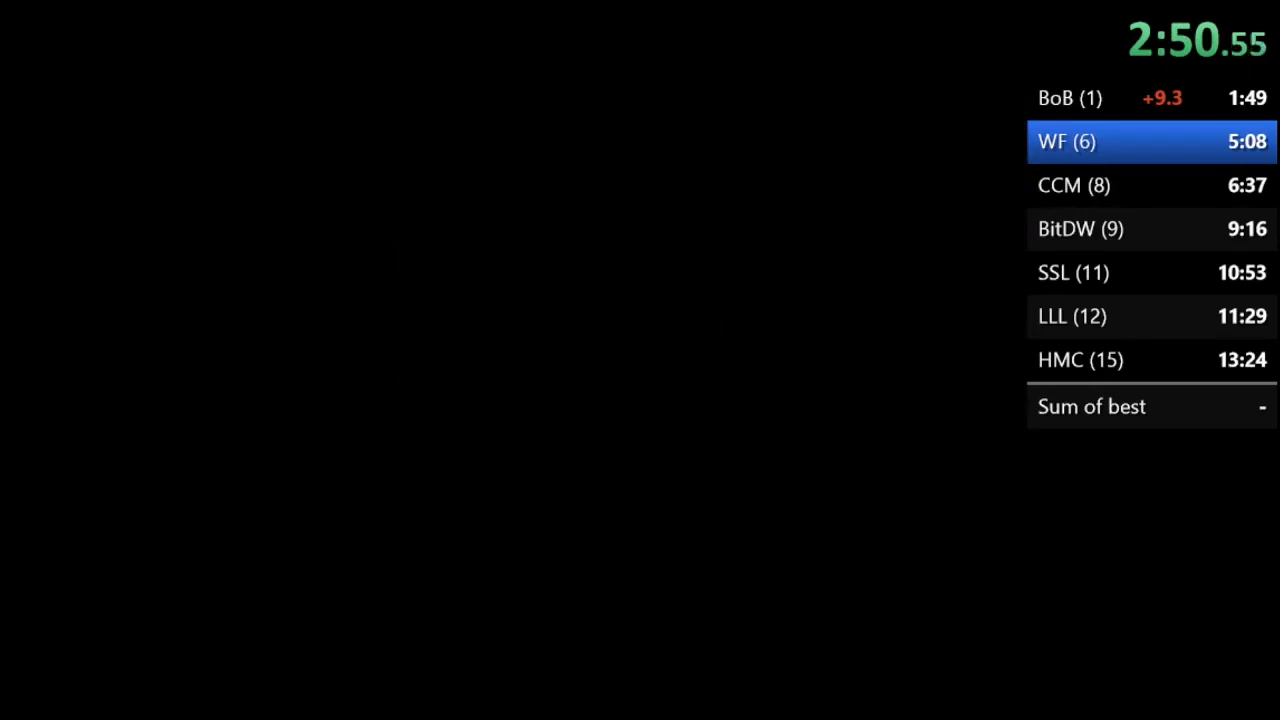 2:50.55
BoB (1) +9.3 1:49
WF (6) 5:08
CCM (8) 6:37
BitDW (9) 9:16
SSL (11) 10:53
LLL (12) 11:29
HMC (15) 13:24
Sum of best -